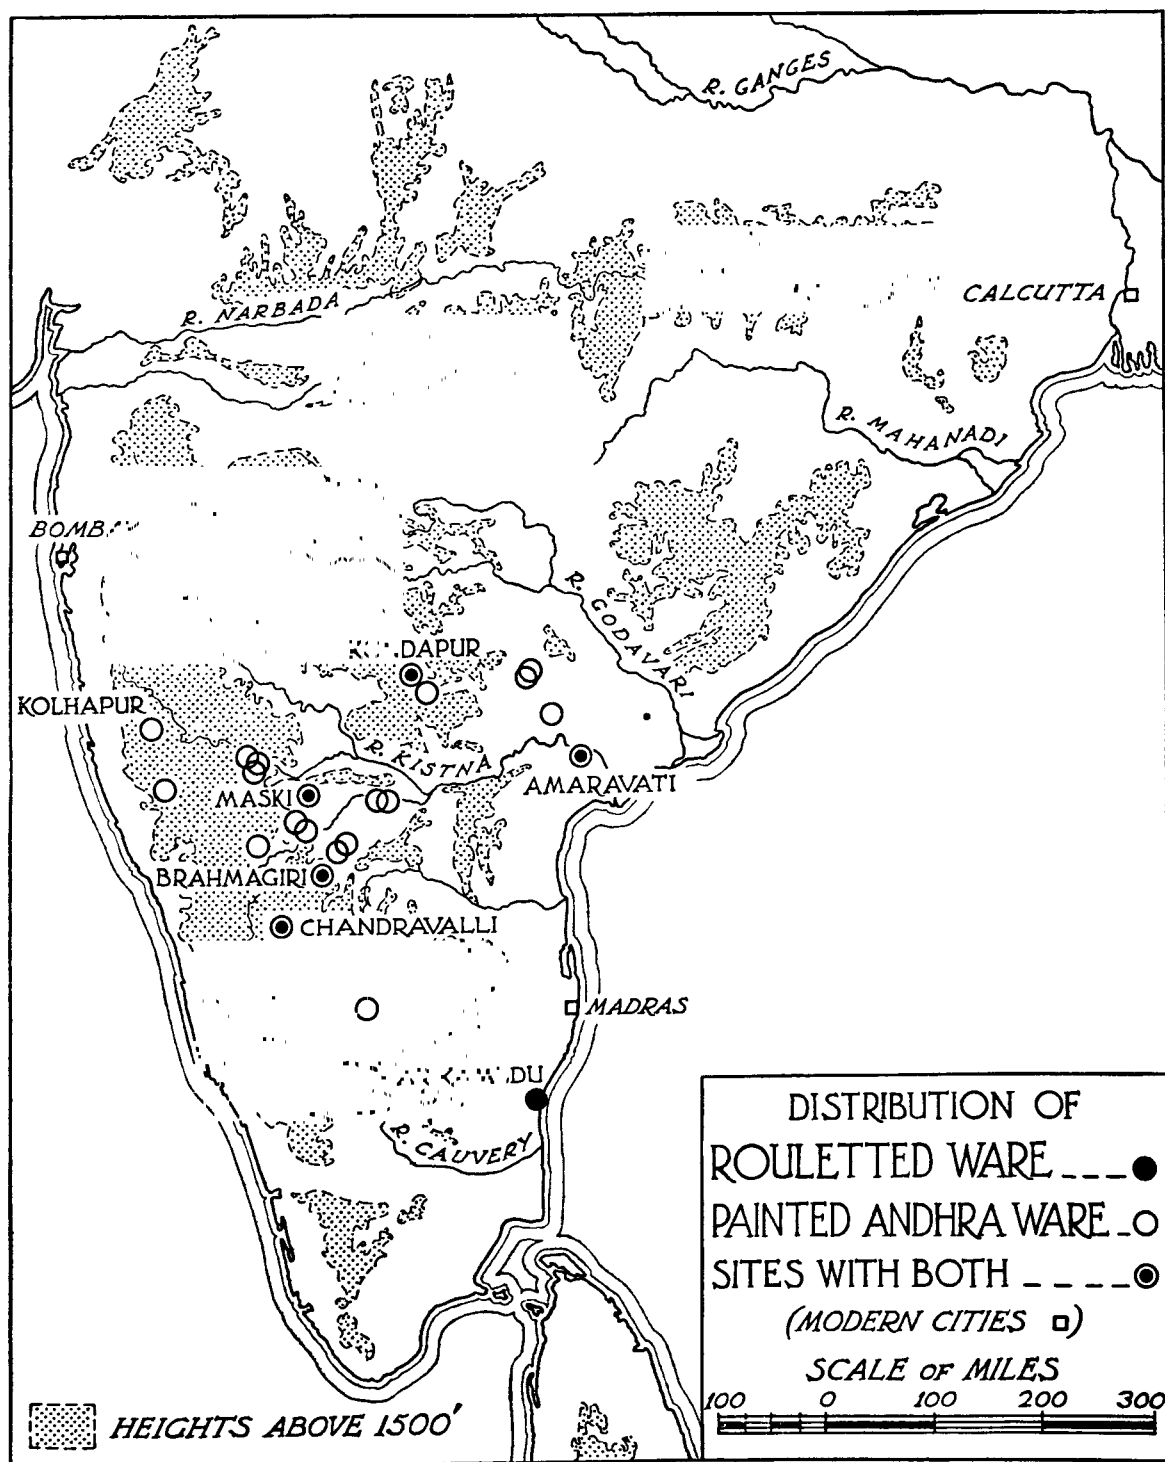 R. GANGES
CALCUTTA
R. NARBADA
R. MAHANADI
R. GODAVARI
KOLHAPUR
R. KISTNA
AMARAVATI
MASKI
BRAHMAGIRI
CHANDRAVALLI
MADRAS
R. CAUVERY
DISTRIBUTION OF
ROULETTED WARE
PAINTED ANDHRA WARE
SITES WITH BOTH
(MODERN CITIES )
SCALE OF MILES
100 0 100 200 300
HEIGHTS ABOVE 1500'